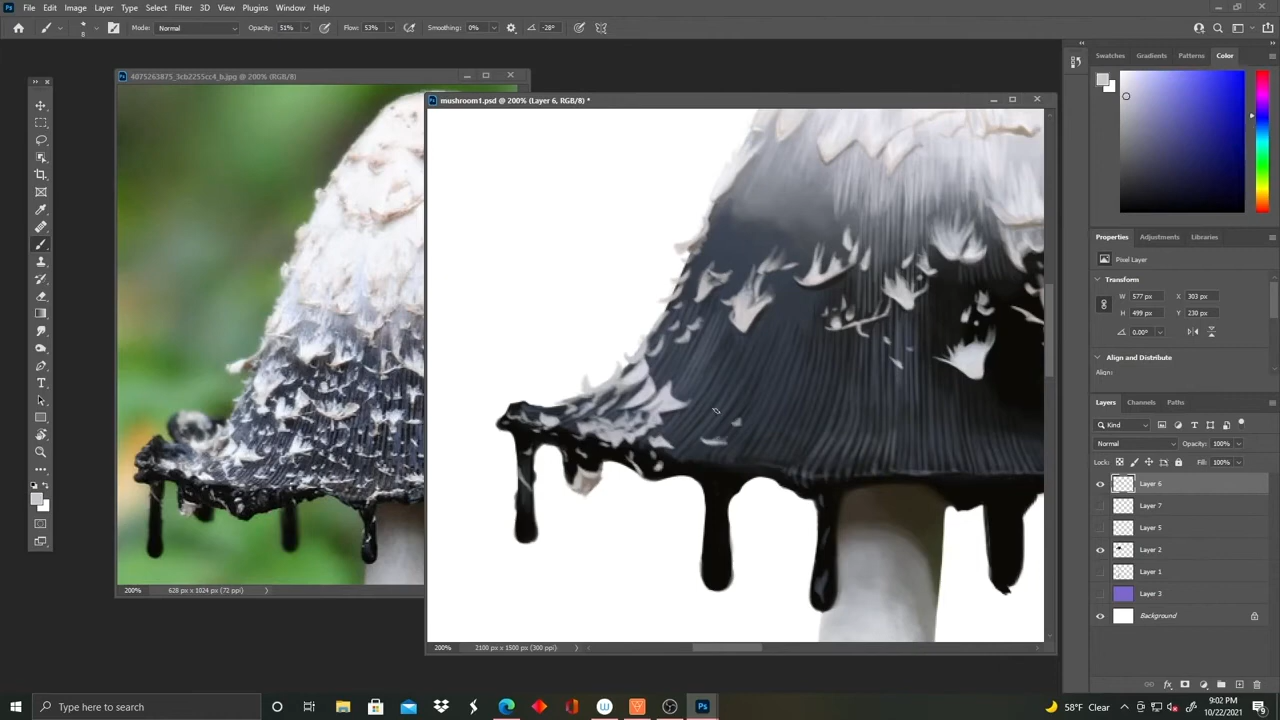 Ps File Edit Image Layer Type Select Filter 3D View Plugins Window Help
8 Mode: Normal Opacity: 51% Flow: 53% Smoothing: 0% -28°
4075263875_3cb2255cc4_b.jpg @ 200% (RGB/8)
mushroom1.psd @ 200% (Layer 6, RGB/8) *
Swatches Gradients Patterns Color
Properties Adjustments Libraries
Pixel Layer
Transform
W 577 px X 303 px
H 499 px Y 230 px
0.00°
Align and Distribute
Align:
Layers Channels Paths
Kind
Normal Opacity: 100%
Lock: Fill: 100%
Layer 6
Layer 7
Layer 5
Layer 2
Layer 1
Layer 3
Background
200% 628 px x 1024 px (72 ppi)
200% 2100 px x 1500 px (300 ppi)
fx
Type here to search
58°F Clear
9:02 PM
10/22/2021